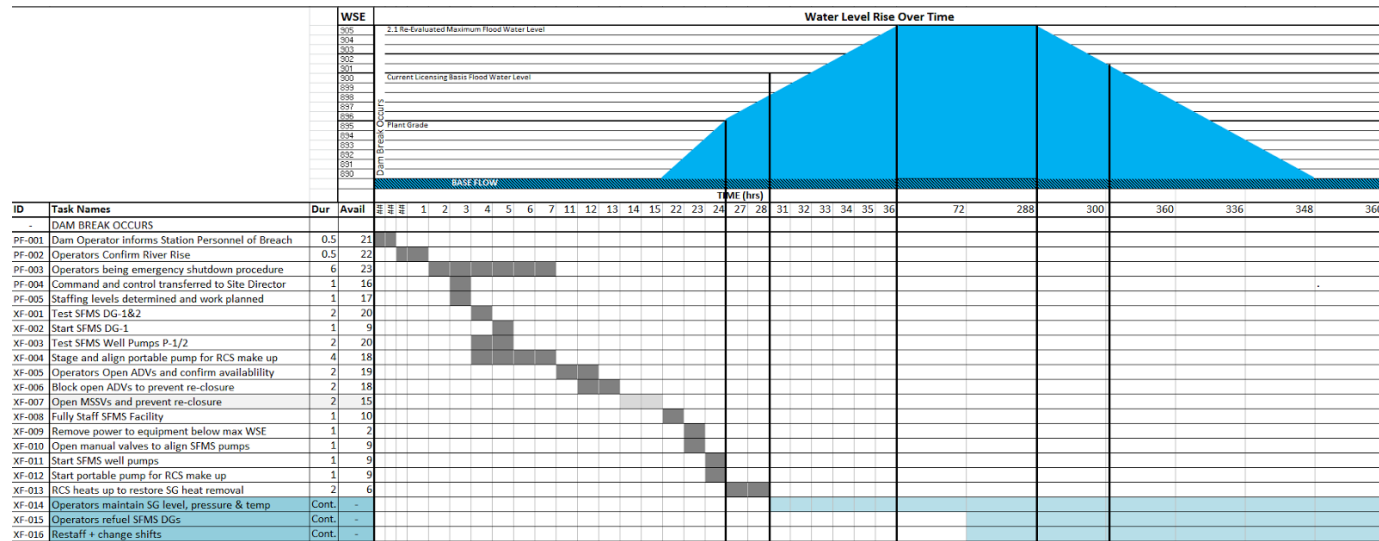 WSE Water Level Rise Over Time
905 2.1 Re-Evaluated Maximum Flood Water Level
904
903
902
901
900 Current Licensing Basis Flood Water Level
899
898
897
896
895 Plant Grade
894
893
892
891
890
Dam Break Occurs
BASE FLOW
TIME (hrs)
ID Task Names Dur Avail ## ## ## 1 2 3 4 5 6 7 11 12 13 14 15 22 23 24 27 28 31 32 33 34 35 36 72 288 300 360 336 348 360
- DAM BREAK OCCURS
PF-001 Dam Operator informs Station Personnel of Breach 0.5 21
PF-002 Operators Confirm River Rise 0.5 22
PF-003 Operators being emergency shutdown procedure 6 23
PF-004 Command and control transferred to Site Director 1 16
PF-005 Staffing levels determined and work planned 1 17
XF-001 Test SFMS DG-1&2 2 20
XF-002 Start SFMS DG-1 1 9
XF-003 Test SFMS Well Pumps P-1/2 2 20
XF-004 Stage and align portable pump for RCS make up 4 18
XF-005 Operators Open ADVs and confirm availablility 2 19
XF-006 Block open ADVs to prevent re-closure 2 18
XF-007 Open MSSVs and prevent re-closure 2 15
XF-008 Fully Staff SFMS Facility 1 10
XF-009 Remove power to equipment below max WSE 1 2
XF-010 Open manual valves to align SFMS pumps 1 9
XF-011 Start SFMS well pumps 1 9
XF-012 Start portable pump for RCS make up 1 9
XF-013 RCS heats up to restore SG heat removal 2 6
XF-014 Operators maintain SG level, pressure & temp Cont. -
XF-015 Operators refuel SFMS DGs Cont. -
XF-016 Restaff + change shifts Cont. -